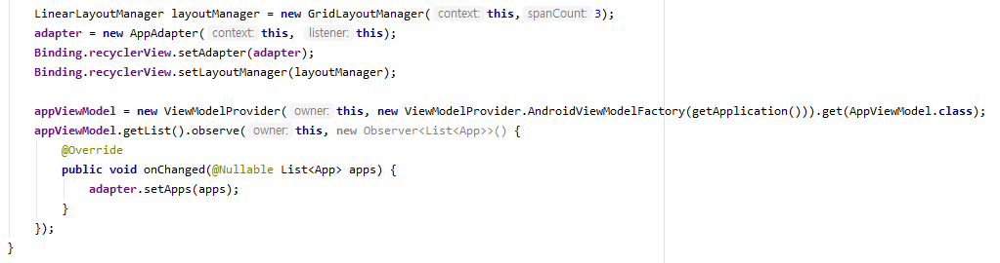 LinearLayoutManager layoutManager = new GridLayoutManager( context: this, spanCount: 3);
adapter = new AppAdapter( context: this, listener: this);
Binding.recyclerView.setAdapter(adapter);
Binding.recyclerView.setLayoutManager(layoutManager);
appViewModel = new ViewModelProvider( owner: this, new ViewModelProvider.AndroidViewModelFactory(getApplication())).get(AppViewModel.class);
appViewModel.getList().observe( owner: this, new Observer<List<App>>() {
@Override
public void onChanged(@Nullable List<App> apps) {
adapter.setApps(apps);
}
});
}